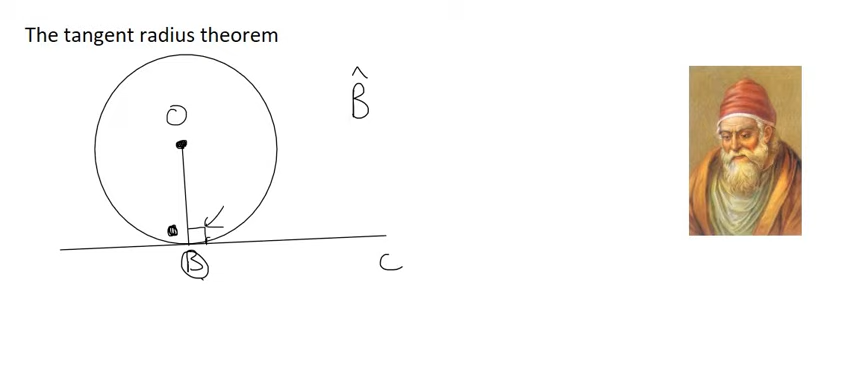 The tangent radius theorem
O
B̂
B
C